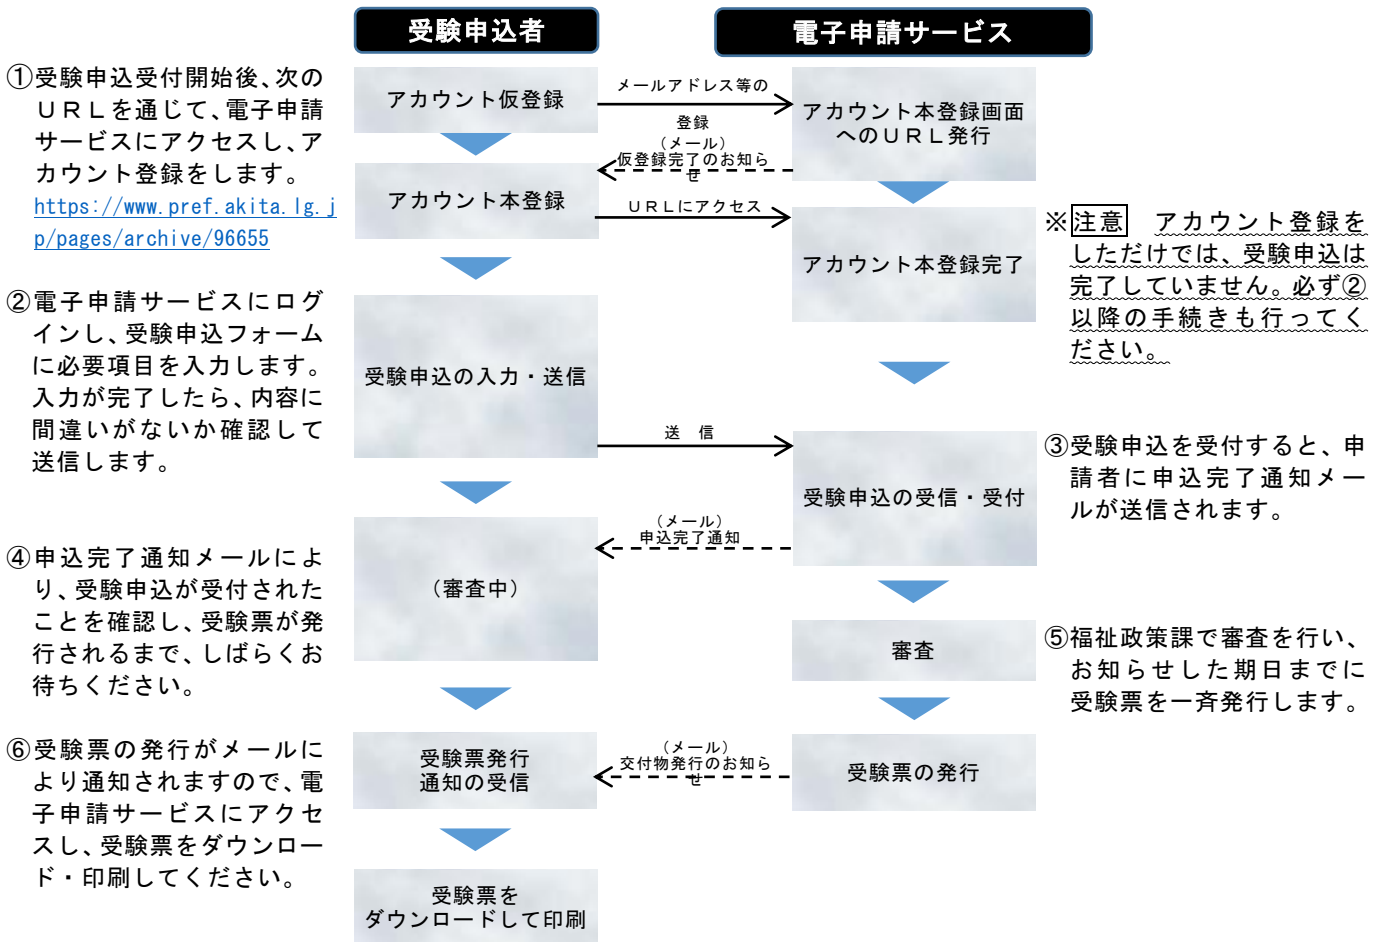 受験申込者
電子申請サービス
①受験申込受付開始後、次の
ＵＲＬを通じて、電子申請
サービスにアクセスし、ア
カウント登録をします。
https://www.pref.akita.lg.j
p/pages/archive/96655
アカウント仮登録
メールアドレス等の
登録
アカウント本登録画面
へのＵＲＬ発行
（メール）
仮登録完了のお知ら
せ
アカウント本登録
ＵＲＬにアクセス
アカウント本登録完了
※注意　アカウント登録を
しただけでは、受験申込は
完了していません。必ず②
以降の手続きも行ってく
ださい。
②電子申請サービスにログ
インし、受験申込フォーム
に必要項目を入力します。
入力が完了したら、内容に
間違いがないか確認して
送信します。
受験申込の入力・送信
送　信
受験申込の受信・受付
③受験申込を受付すると、申
請者に申込完了通知メー
ルが送信されます。
（メール）
申込完了通知
④申込完了通知メールによ
り、受験申込が受付された
ことを確認し、受験票が発
行されるまで、しばらくお
待ちください。
（審査中）
審査
⑤福祉政策課で審査を行い、
お知らせした期日までに
受験票を一斉発行します。
⑥受験票の発行がメールに
より通知されますので、電
子申請サービスにアクセ
スし、受験票をダウンロー
ド・印刷してください。
受験票発行
通知の受信
（メール）
交付物発行のお知ら
せ
受験票の発行
受験票を
ダウンロードして印刷